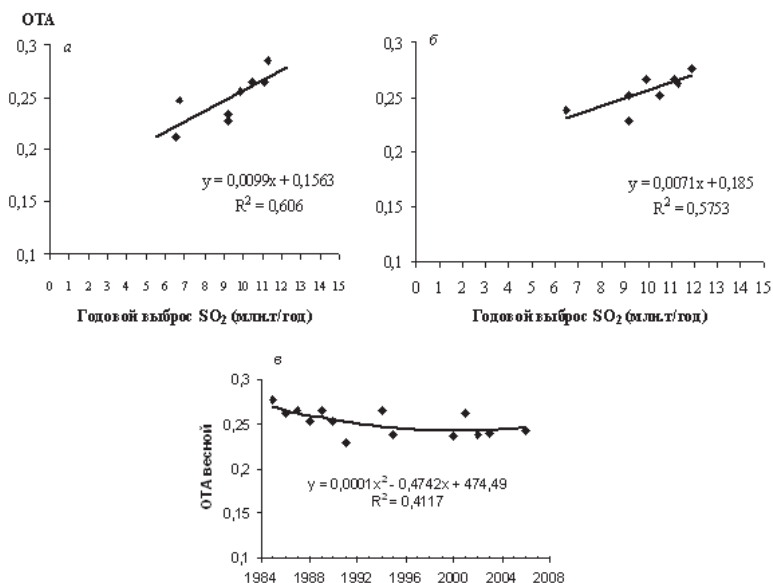 ОТА
0,3
0,25
0,2
0,15
0,1
а
y = 0,0099x + 0,1563
R² = 0,606
0 1 2 3 4 5 6 7 8 9 10 11 12 13 14 15
Годовой выброс SO₂ (млн.т/год)
0,3
0,25
0,2
0,15
0,1
б
y = 0,0071x + 0,185
R² = 0,5753
0 1 2 3 4 5 6 7 8 9 10 11 12 13 14 15
Годовой выброс SO₂ (млн.т/год)
ОТА весной
0,3
0,25
0,2
0,15
0,1
в
y = 0,0001x² - 0,4742x + 474,49
R² = 0,4117
1984 1988 1992 1996 2000 2004 2008